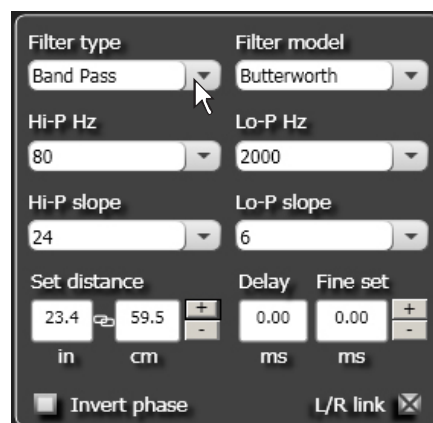 Filter type Filter model
Band Pass Butterworth
Hi-P Hz Lo-P Hz
80 2000
Hi-P slope Lo-P slope
24 6
Set distance Delay Fine set
23.4 59.5 + - 0.00 0.00 + -
in cm ms ms
Invert phase L/R link